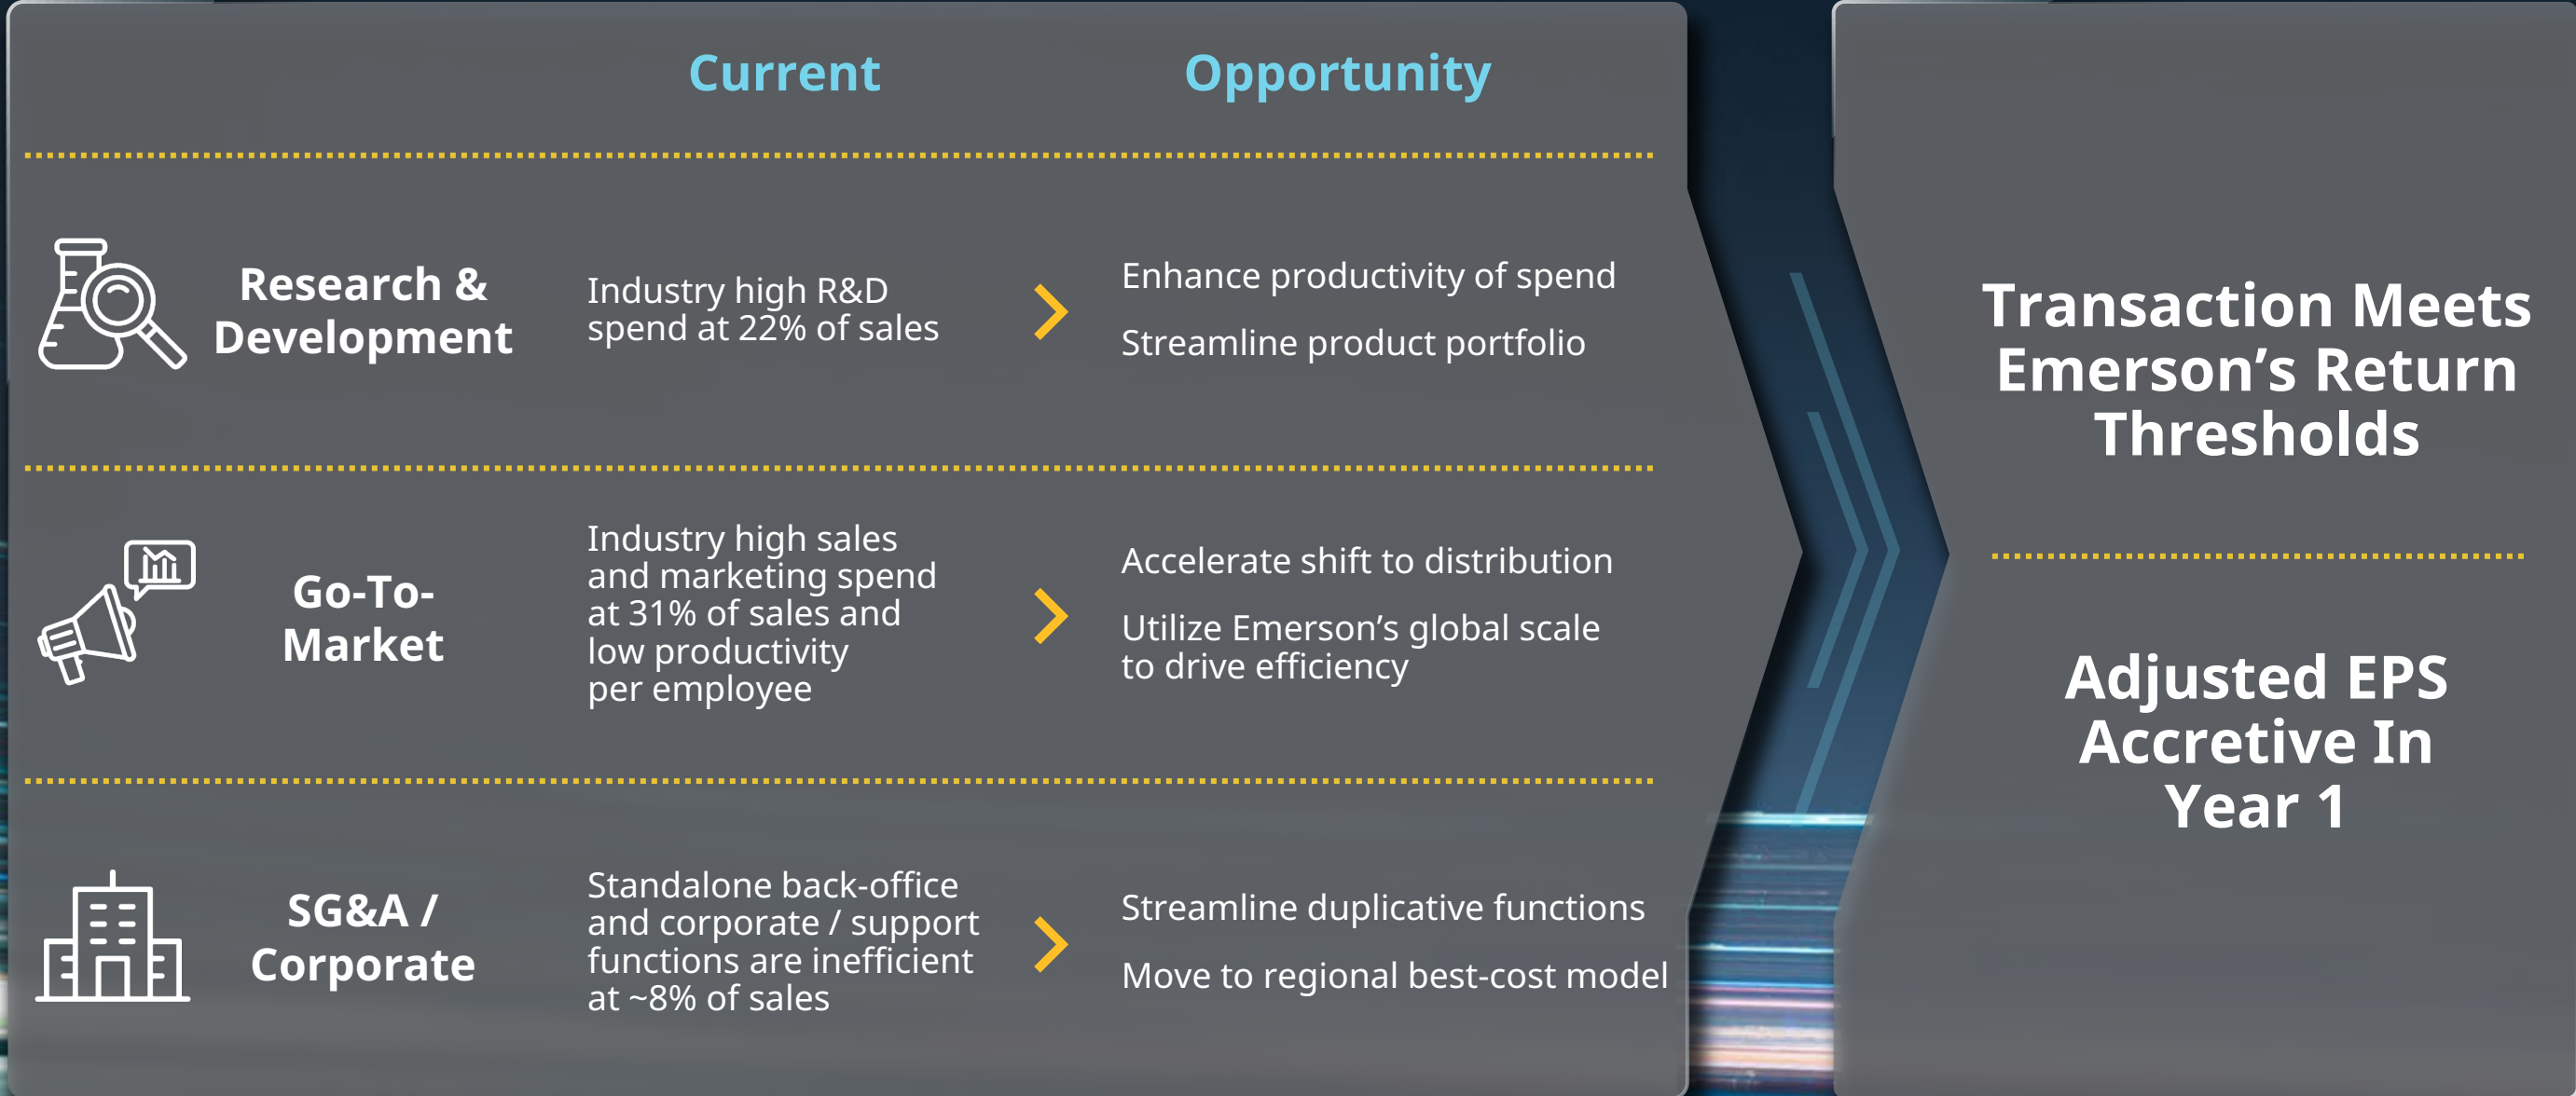 Current
Opportunity
Research &
Development
Industry high R&D
spend at 22% of sales
Enhance productivity of spend
Streamline product portfolio
Go-To-
Market
Industry high sales
and marketing spend
at 31% of sales and
low productivity
per employee
Accelerate shift to distribution
Utilize Emerson’s global scale
to drive efficiency
SG&A /
Corporate
Standalone back-office
and corporate / support
functions are inefficient
at ~8% of sales
Streamline duplicative functions
Move to regional best-cost model
Transaction Meets
Emerson’s Return
Thresholds
Adjusted EPS
Accretive In
Year 1